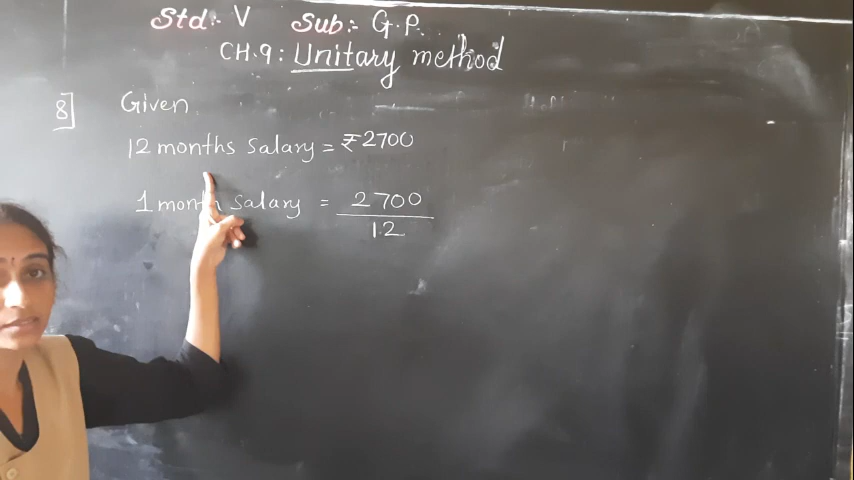 Std:- V Sub:- G.P.
CH.9: Unitary method
8] Given
12 months Salary = ₹2700
1 month Salary = 2700
12